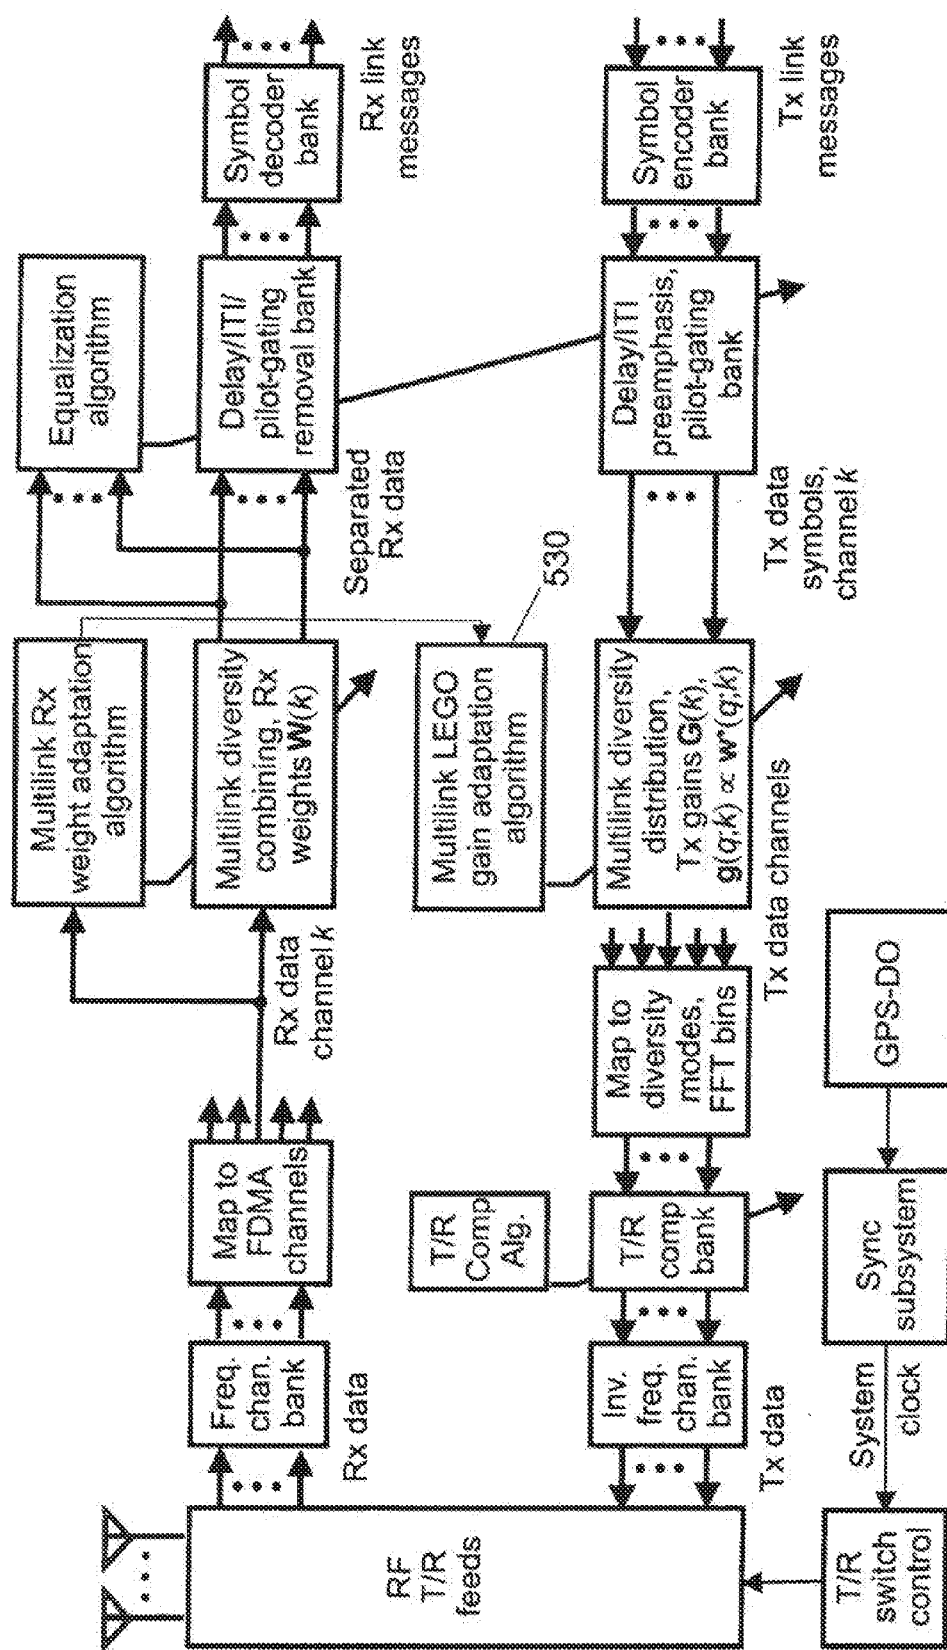 RF
T/R
feeds
Freq.
chan.
bank
Rx data
Map to
FDMA
channels
Rx data
channel k
Multilink Rx
weight adaptation
algorithm
Multilink diversity
combining, Rx
weights W(k)
Equalization
algorithm
Separated
Rx data
Delay/ITI/
pilot-gating
removal bank
Symbol
decoder
bank
Rx link
messages
Multilink LEGO
gain adaptation
algorithm
530
T/R
Comp
Alg.
Inv.
freq.
chan.
bank
Tx data
T/R
comp
bank
Map to
diversity
modes,
FFT bins
Tx data channels
Multilink diversity
distribution,
Tx gains G(k),
g(q;k) ∝ w*(q;k)
Tx data
symbols,
channel k
Delay/ITI
preemphasis,
pilot-gating
bank
Symbol
encoder
bank
Tx link
messages
T/R
switch
control
System
clock
Sync
subsystem
GPS-DO